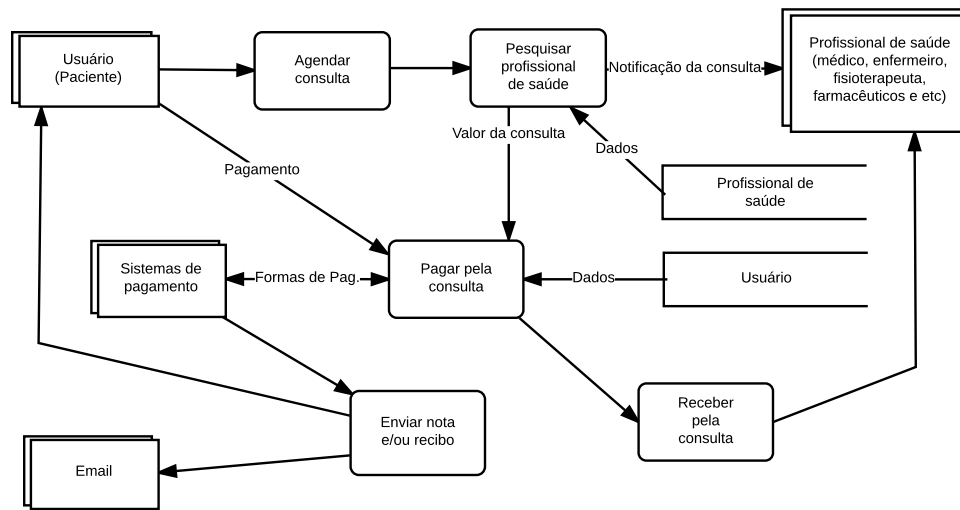 Usuário
(Paciente)
Agendar
consulta
Pesquisar
profissional
de saúde
Notificação da consulta
Profissional de saúde
(médico, enfermeiro,
fisioterapeuta,
farmacêuticos e etc)
Valor da consulta
Dados
Pagamento
Profissional de
saúde
Sistemas de
pagamento
Formas de Pag.
Pagar pela
consulta
Dados
Usuário
Enviar nota
e/ou recibo
Receber
pela
consulta
Email